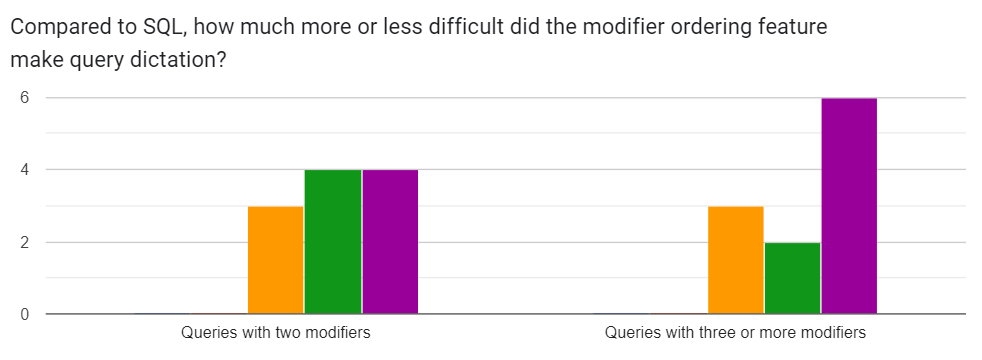 Compared to SQL, how much more or less difficult did the modifier ordering feature
make query dictation?
6
4
2
0
Queries with two modifiers
Queries with three or more modifiers